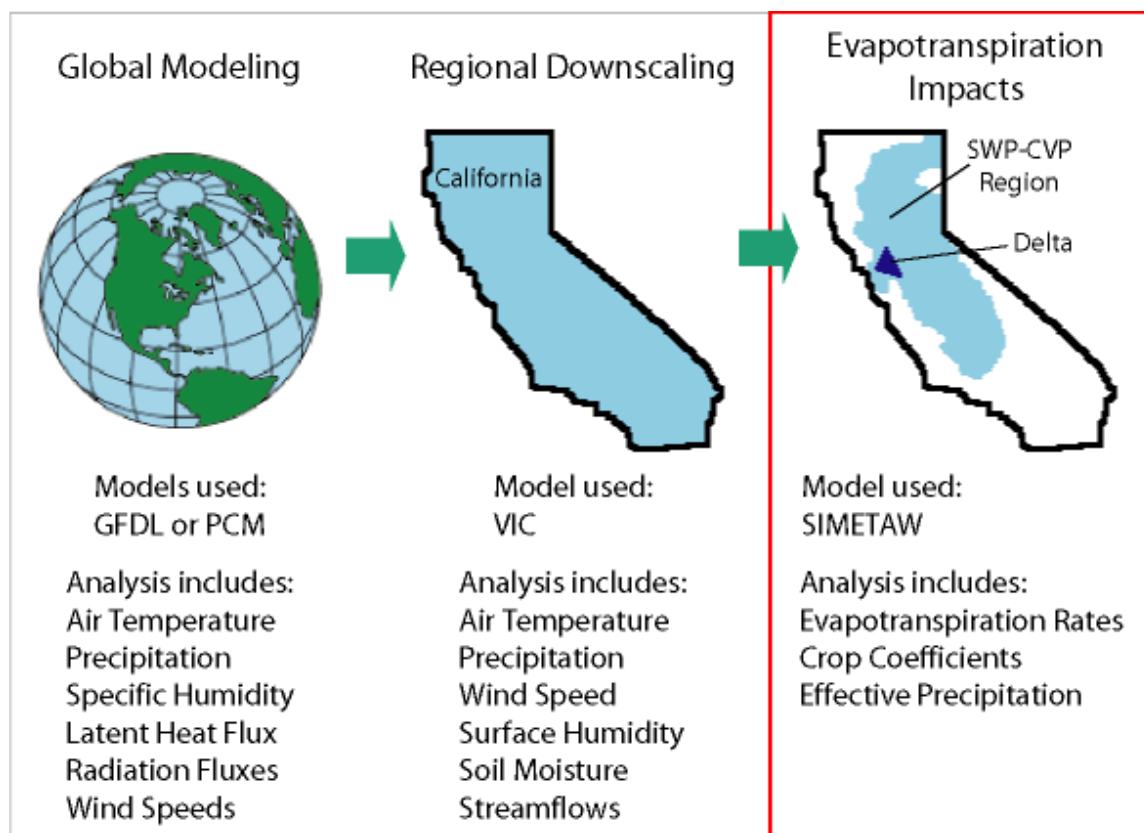 Global Modeling
Models used:
GFDL or PCM
Analysis includes:
Air Temperature
Precipitation
Specific Humidity
Latent Heat Flux
Radiation Fluxes
Wind Speeds
Regional Downscaling
California
Model used:
VIC
Analysis includes:
Air Temperature
Precipitation
Wind Speed
Surface Humidity
Soil Moisture
Streamflows
Evapotranspiration
Impacts
SWP-CVP
Region
Delta
Model used:
SIMETAW
Analysis includes:
Evapotranspiration Rates
Crop Coefficients
Effective Precipitation